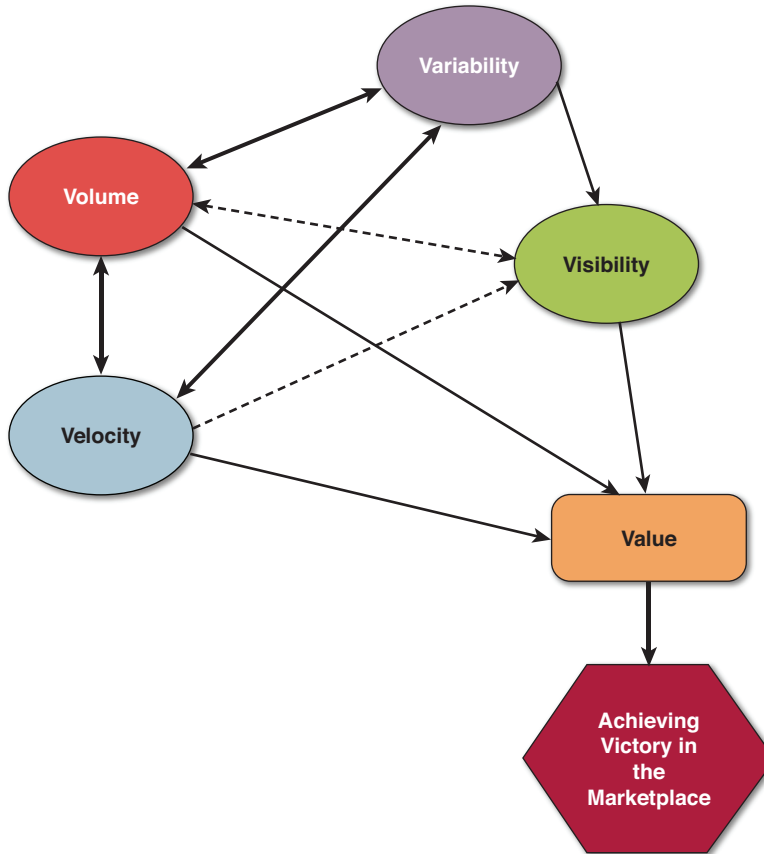 Variability
Volume
Visibility
Velocity
Value
Achieving
Victory in
the
Marketplace